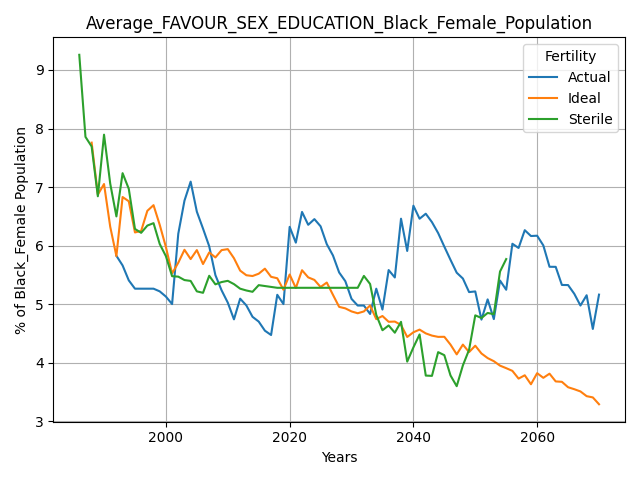 Average_FAVOUR_SEX_EDUCATION_Black_Female_Population
Fertility
Actual
Ideal
Sterile
% of Black_Female Population
9
8
7
6
5
4
3
2000
2020
2040
2060
Years